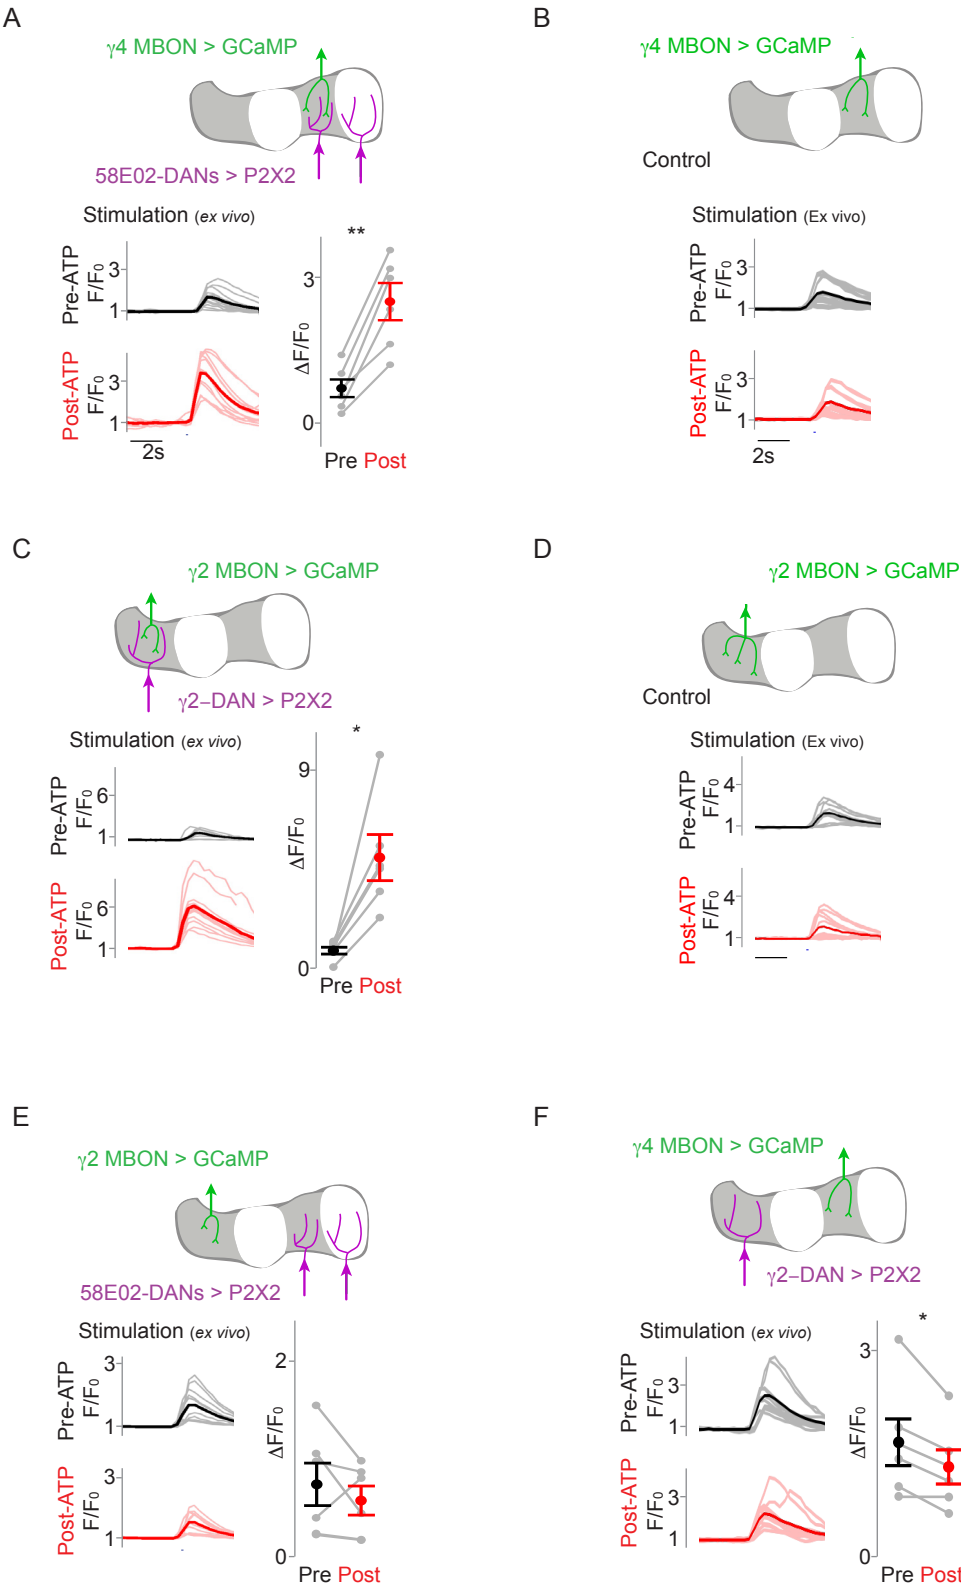 A
γ4 MBON > GCaMP
58E02-DANs > P2X2
Stimulation (ex vivo)
Pre-ATP
F/F0
3
1
Post-ATP
F/F0
3
1
2s
**
ΔF/F0
3
0
Pre Post
B
γ4 MBON > GCaMP
Control
Stimulation (Ex vivo)
Pre-ATP
F/F0
3
1
Post-ATP
F/F0
3
1
2s
C
γ2 MBON > GCaMP
γ2–DAN > P2X2
Stimulation (ex vivo)
Pre-ATP
F/F0
6
1
Post-ATP
F/F0
6
1
*
ΔF/F0
9
0
Pre Post
D
γ2 MBON > GCaMP
Control
Stimulation (Ex vivo)
Pre-ATP
F/F0
4
1
Post-ATP
F/F0
4
1
E
γ2 MBON > GCaMP
58E02-DANs > P2X2
Stimulation (ex vivo)
Pre-ATP
F/F0
3
1
Post-ATP
F/F0
3
1
ΔF/F0
2
0
Pre Post
F
γ4 MBON > GCaMP
γ2–DAN > P2X2
Stimulation (ex vivo)
Pre-ATP
F/F0
3
1
Post-ATP
F/F0
3
1
*
ΔF/F0
3
0
Pre Post